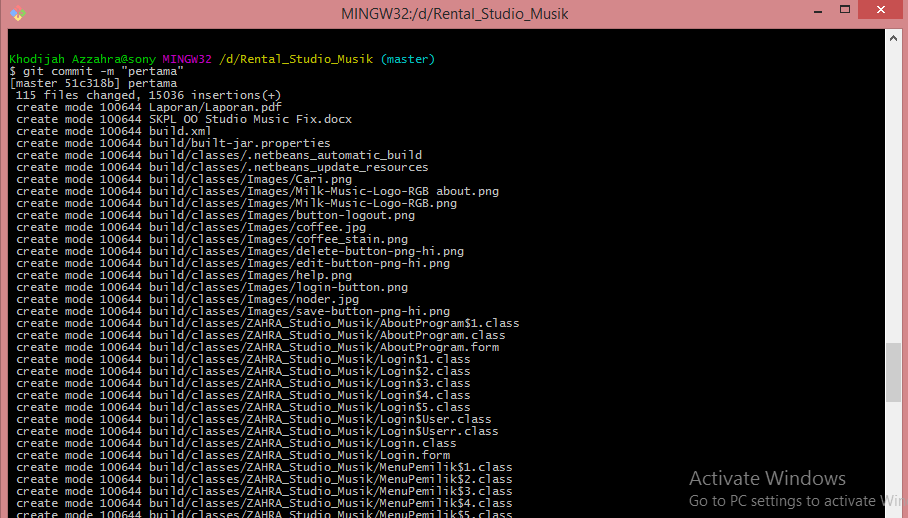 MINGW32:/d/Rental_Studio_Musik
Khodijah Azzahra@sony MINGW32 /d/Rental_Studio_Musik (master)
$ git commit -m "pertama"
[master 51c318b] pertama
115 files changed, 15036 insertions(+)
create mode 100644 Laporan/Laporan.pdf
create mode 100644 SKPL OO Studio Music Fix.docx
create mode 100644 build.xml
create mode 100644 build/built-jar.properties
create mode 100644 build/classes/.netbeans_automatic_build
create mode 100644 build/classes/.netbeans_update_resources
create mode 100644 build/classes/Images/Cari.png
create mode 100644 build/classes/Images/Milk-Music-Logo-RGB about.png
create mode 100644 build/classes/Images/Milk-Music-Logo-RGB.png
create mode 100644 build/classes/Images/button-logout.png
create mode 100644 build/classes/Images/coffee.jpg
create mode 100644 build/classes/Images/coffee_stain.png
create mode 100644 build/classes/Images/delete-button-png-hi.png
create mode 100644 build/classes/Images/edit-button-png-hi.png
create mode 100644 build/classes/Images/help.png
create mode 100644 build/classes/Images/login-button.png
create mode 100644 build/classes/Images/noder.jpg
create mode 100644 build/classes/Images/save-button-png-hi.png
create mode 100644 build/classes/ZAHRA_Studio_Musik/AboutProgram$1.class
create mode 100644 build/classes/ZAHRA_Studio_Musik/AboutProgram.class
create mode 100644 build/classes/ZAHRA_Studio_Musik/AboutProgram.form
create mode 100644 build/classes/ZAHRA_Studio_Musik/Login$1.class
create mode 100644 build/classes/ZAHRA_Studio_Musik/Login$2.class
create mode 100644 build/classes/ZAHRA_Studio_Musik/Login$3.class
create mode 100644 build/classes/ZAHRA_Studio_Musik/Login$4.class
create mode 100644 build/classes/ZAHRA_Studio_Musik/Login$5.class
create mode 100644 build/classes/ZAHRA_Studio_Musik/Login$User.class
create mode 100644 build/classes/ZAHRA_Studio_Musik/Login$Userr.class
create mode 100644 build/classes/ZAHRA_Studio_Musik/Login.class
create mode 100644 build/classes/ZAHRA_Studio_Musik/Login.form
create mode 100644 build/classes/ZAHRA_Studio_Musik/MenuPemilik$1.class
create mode 100644 build/classes/ZAHRA_Studio_Musik/MenuPemilik$2.class
create mode 100644 build/classes/ZAHRA_Studio_Musik/MenuPemilik$3.class
create mode 100644 build/classes/ZAHRA_Studio_Musik/MenuPemilik$4.class
create mode 100644 build/classes/ZAHRA_Studio_Musik/MenuPemilik$5.class
Activate Windows
Go to PC settings to activate Win